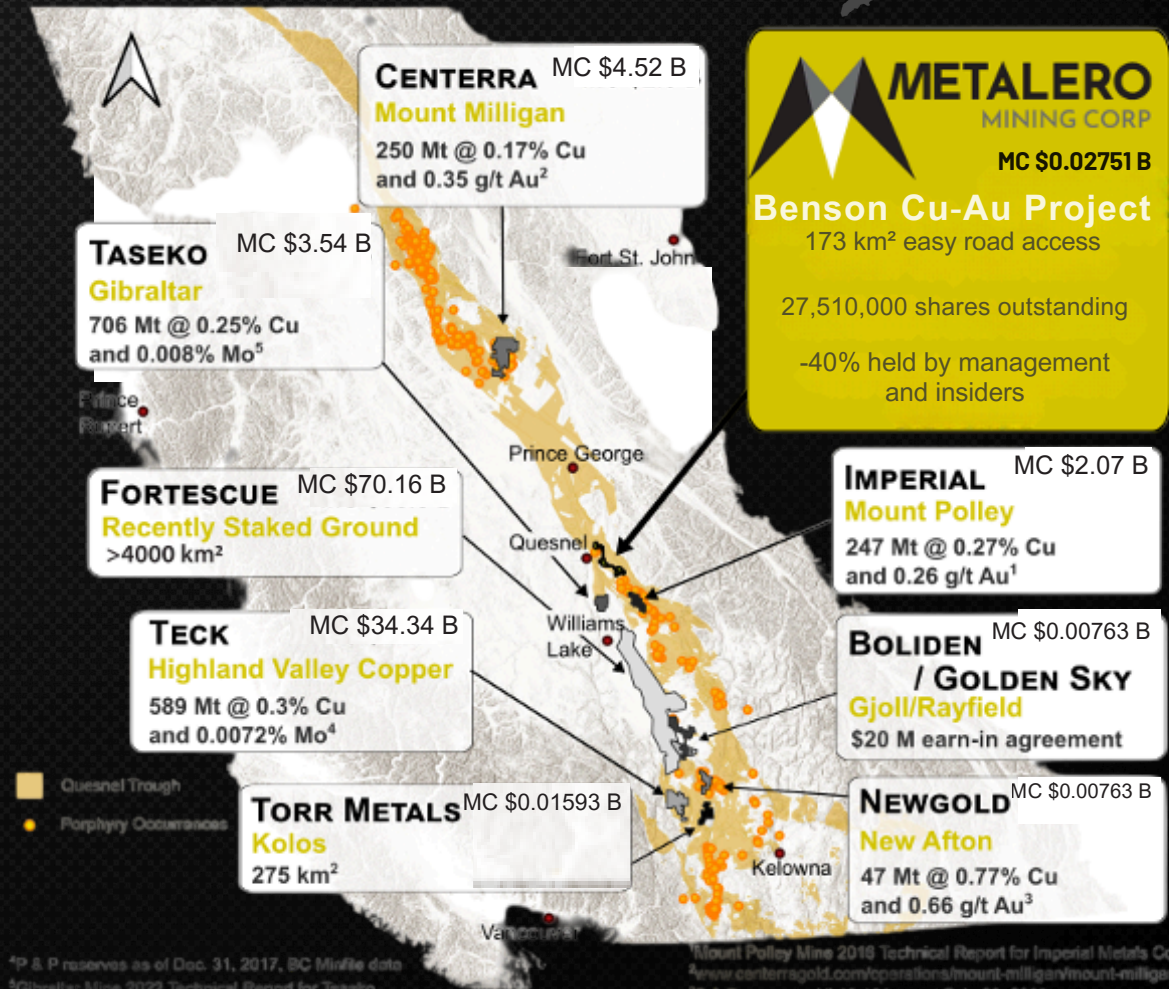 CENTERRA MC $4.52 B
Mount Milligan
250 Mt @ 0.17% Cu
and 0.35 g/t Au²
METALERO
MINING CORP
MC $0.02751 B
Benson Cu-Au Project
173 km² easy road access
27,510,000 shares outstanding
-40% held by management
and insiders
TASEKO MC $3.54 B
Gibraltar
706 Mt @ 0.25% Cu
and 0.008% Mo⁵
Fort St. John
Prince
Rupert
Prince George
FORTESCUE MC $70.16 B
Recently Staked Ground
>4000 km²
IMPERIAL MC $2.07 B
Mount Polley
247 Mt @ 0.27% Cu
and 0.26 g/t Au¹
Quesnel
Williams
Lake
TECK MC $34.34 B
Highland Valley Copper
589 Mt @ 0.3% Cu
and 0.0072% Mo⁴
BOLIDEN MC $0.00763 B
/ GOLDEN SKY
Gjoll/Rayfield
$20 M earn-in agreement
Quesnel Trough
Porphyry Occurrences
TORR METALS MC $0.01593 B
Kolos
275 km²
NEWGOLD MC $0.00763 B
New Afton
47 Mt @ 0.77% Cu
and 0.66 g/t Au³
Kelowna
Vancouver
⁴P & P reserves as of Dec. 31, 2017, BC Minfile data
¹Mount Polley Mine 2016 Technical Report for Imperial Metals Co
²www.centerragold.com/operations/mount-milligan/mount-milliga
⁵Gibraltar Mine 2022 Technical Report for Taseko